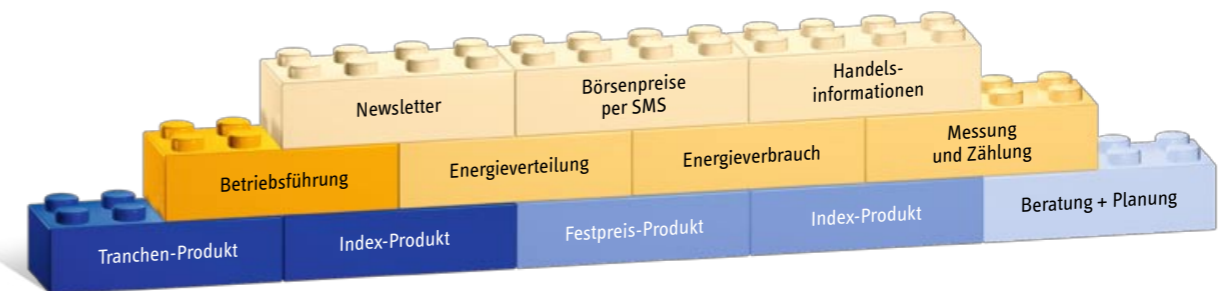 Newsletter
Börsenpreise
per SMS
Handels-
informationen
Betriebsführung
Energieverteilung
Energieverbrauch
Messung
und Zählung
Tranchen-Produkt
Index-Produkt
Festpreis-Produkt
Index-Produkt
Beratung + Planung